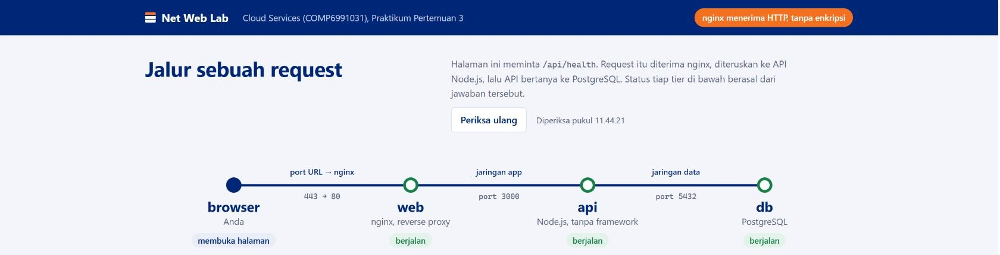 Net Web Lab
Cloud Services (COMP6991031), Praktikum Pertemuan 3
nginx menerima HTTP, tanpa enkripsi
Jalur sebuah request
Halaman ini meminta /api/health. Request itu diterima nginx, diteruskan ke API
Node.js, lalu API bertanya ke PostgreSQL. Status tiap tier di bawah berasal dari
jawaban tersebut.
Periksa ulang
Diperiksa pukul 11.44.21
port URL → nginx
jaringan app
jaringan data
443 → 80
port 3000
port 5432
browser
web
api
db
Anda
nginx, reverse proxy
Node.js, tanpa framework
PostgreSQL
membuka halaman
berjalan
berjalan
berjalan